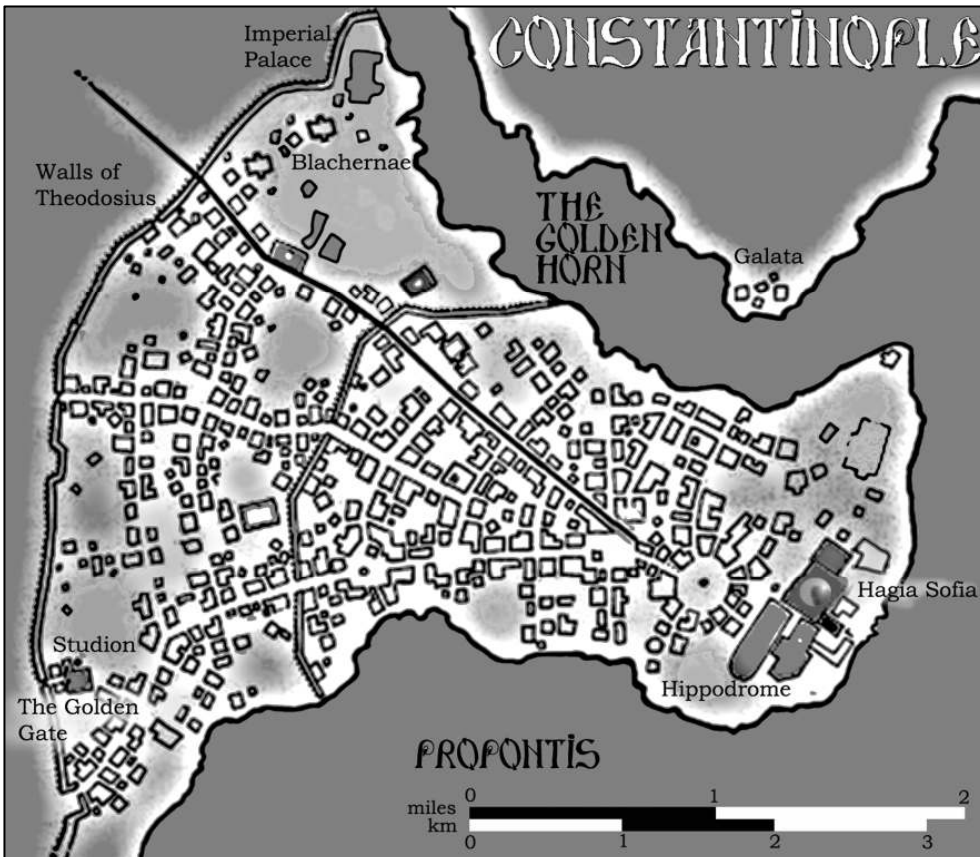 CONSTANTINOPLE
Imperial
Palace
Walls of
Theodosius
Blachernae
THE
GOLDEN
HORN
Galata
Hagia Sofia
Studion
The Golden
Gate
Hippodrome
PROPONTIS
0 1 2
miles
km
0 1 2 3